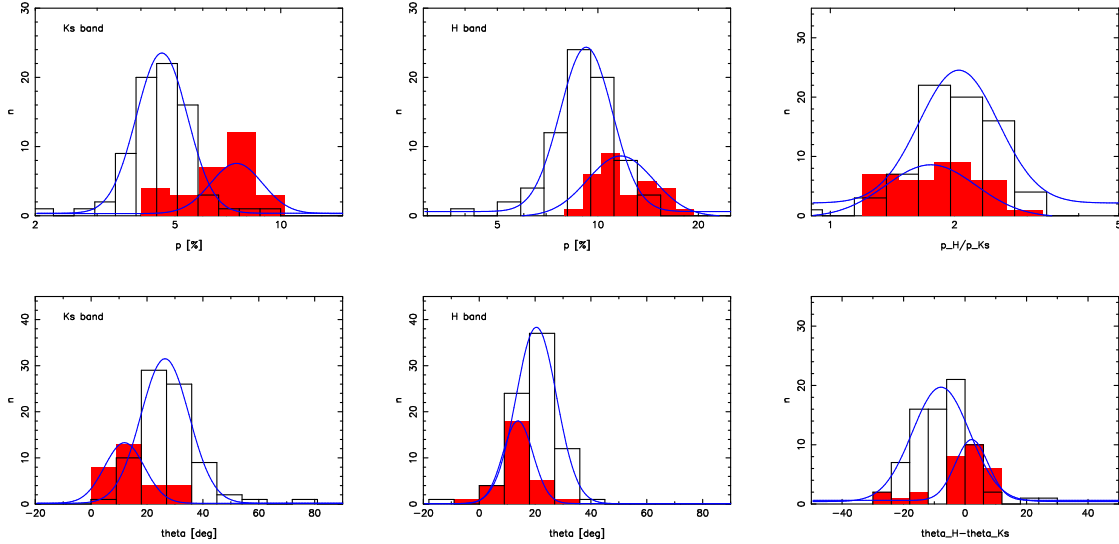 Ks band
n
0 10 20 30
2 5 10
p [%]
H band
n
0 10 20 30
10 20
p [%]
n
0 10 20 30
1 2 5
p_H/p_Ks
Ks band
n
0 10 20 30 40
−20 0 20 40 60 80
theta [deg]
H band
n
0 10 20 30 40
−20 0 20 40 60 80
theta [deg]
n
0 10 20 30
−40 −20 0 20 40
theta_H−theta_Ks